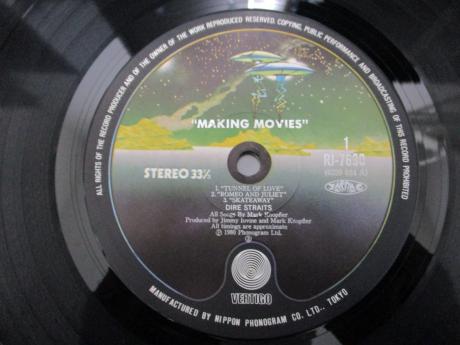 ALL RIGHTS OF THE RECORD PRODUCER AND OF THE OWNER OF THE WORK REPRODUCED RESERVED. COPYING, PUBLIC PERFORMANCE AND BROADCASTING OF THIS RECORD PROHIBITED
"MAKING MOVIES"
1
STEREO 33⅓
1. "TUNNEL OF LOVE"
2. "ROMEO AND JULIET"
3. "SKATEAWAY"
DIRE STRAITS
All Songs By Mark Knopfler
Produced by Jimmy Iovine and Mark Knopfler
All timings are approximate
℗ 1980 Phonogram Ltd.
VERTIGO
MANUFACTURED BY NIPPON PHONOGRAM CO. LTD., TOKYO